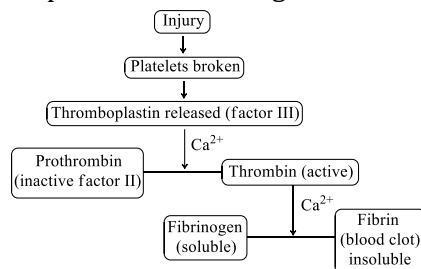 Injury
Platelets broken
Thromboplastin released (factor III)
Ca²⁺
Prothrombin
(inactive factor II)
Thrombin (active)
Ca²⁺
Fibrinogen
(soluble)
Fibrin
(blood clot)
insoluble